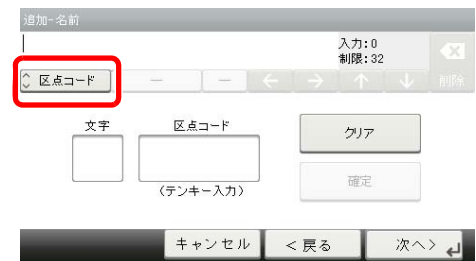 追加-名前
入力:0
制限:32
区点コード
削除
文字
区点コード
クリア
(テンキー入力)
確定
キャンセル
< 戻る
次へ >